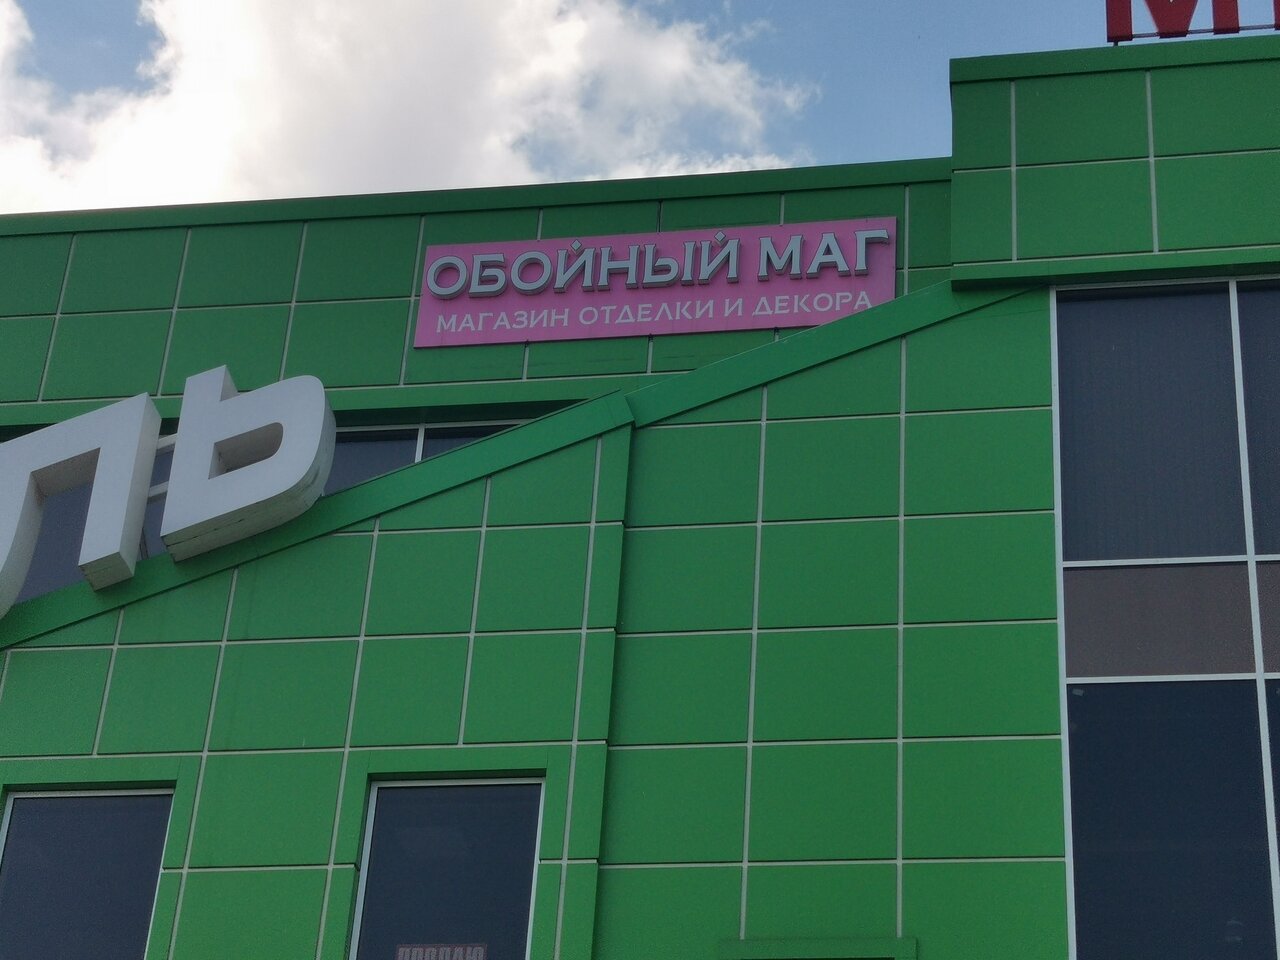 ОБОЙНЫЙ МАГ
МАГАЗИН ОТДЕЛКИ И ДЕКОРА
ЛЬ